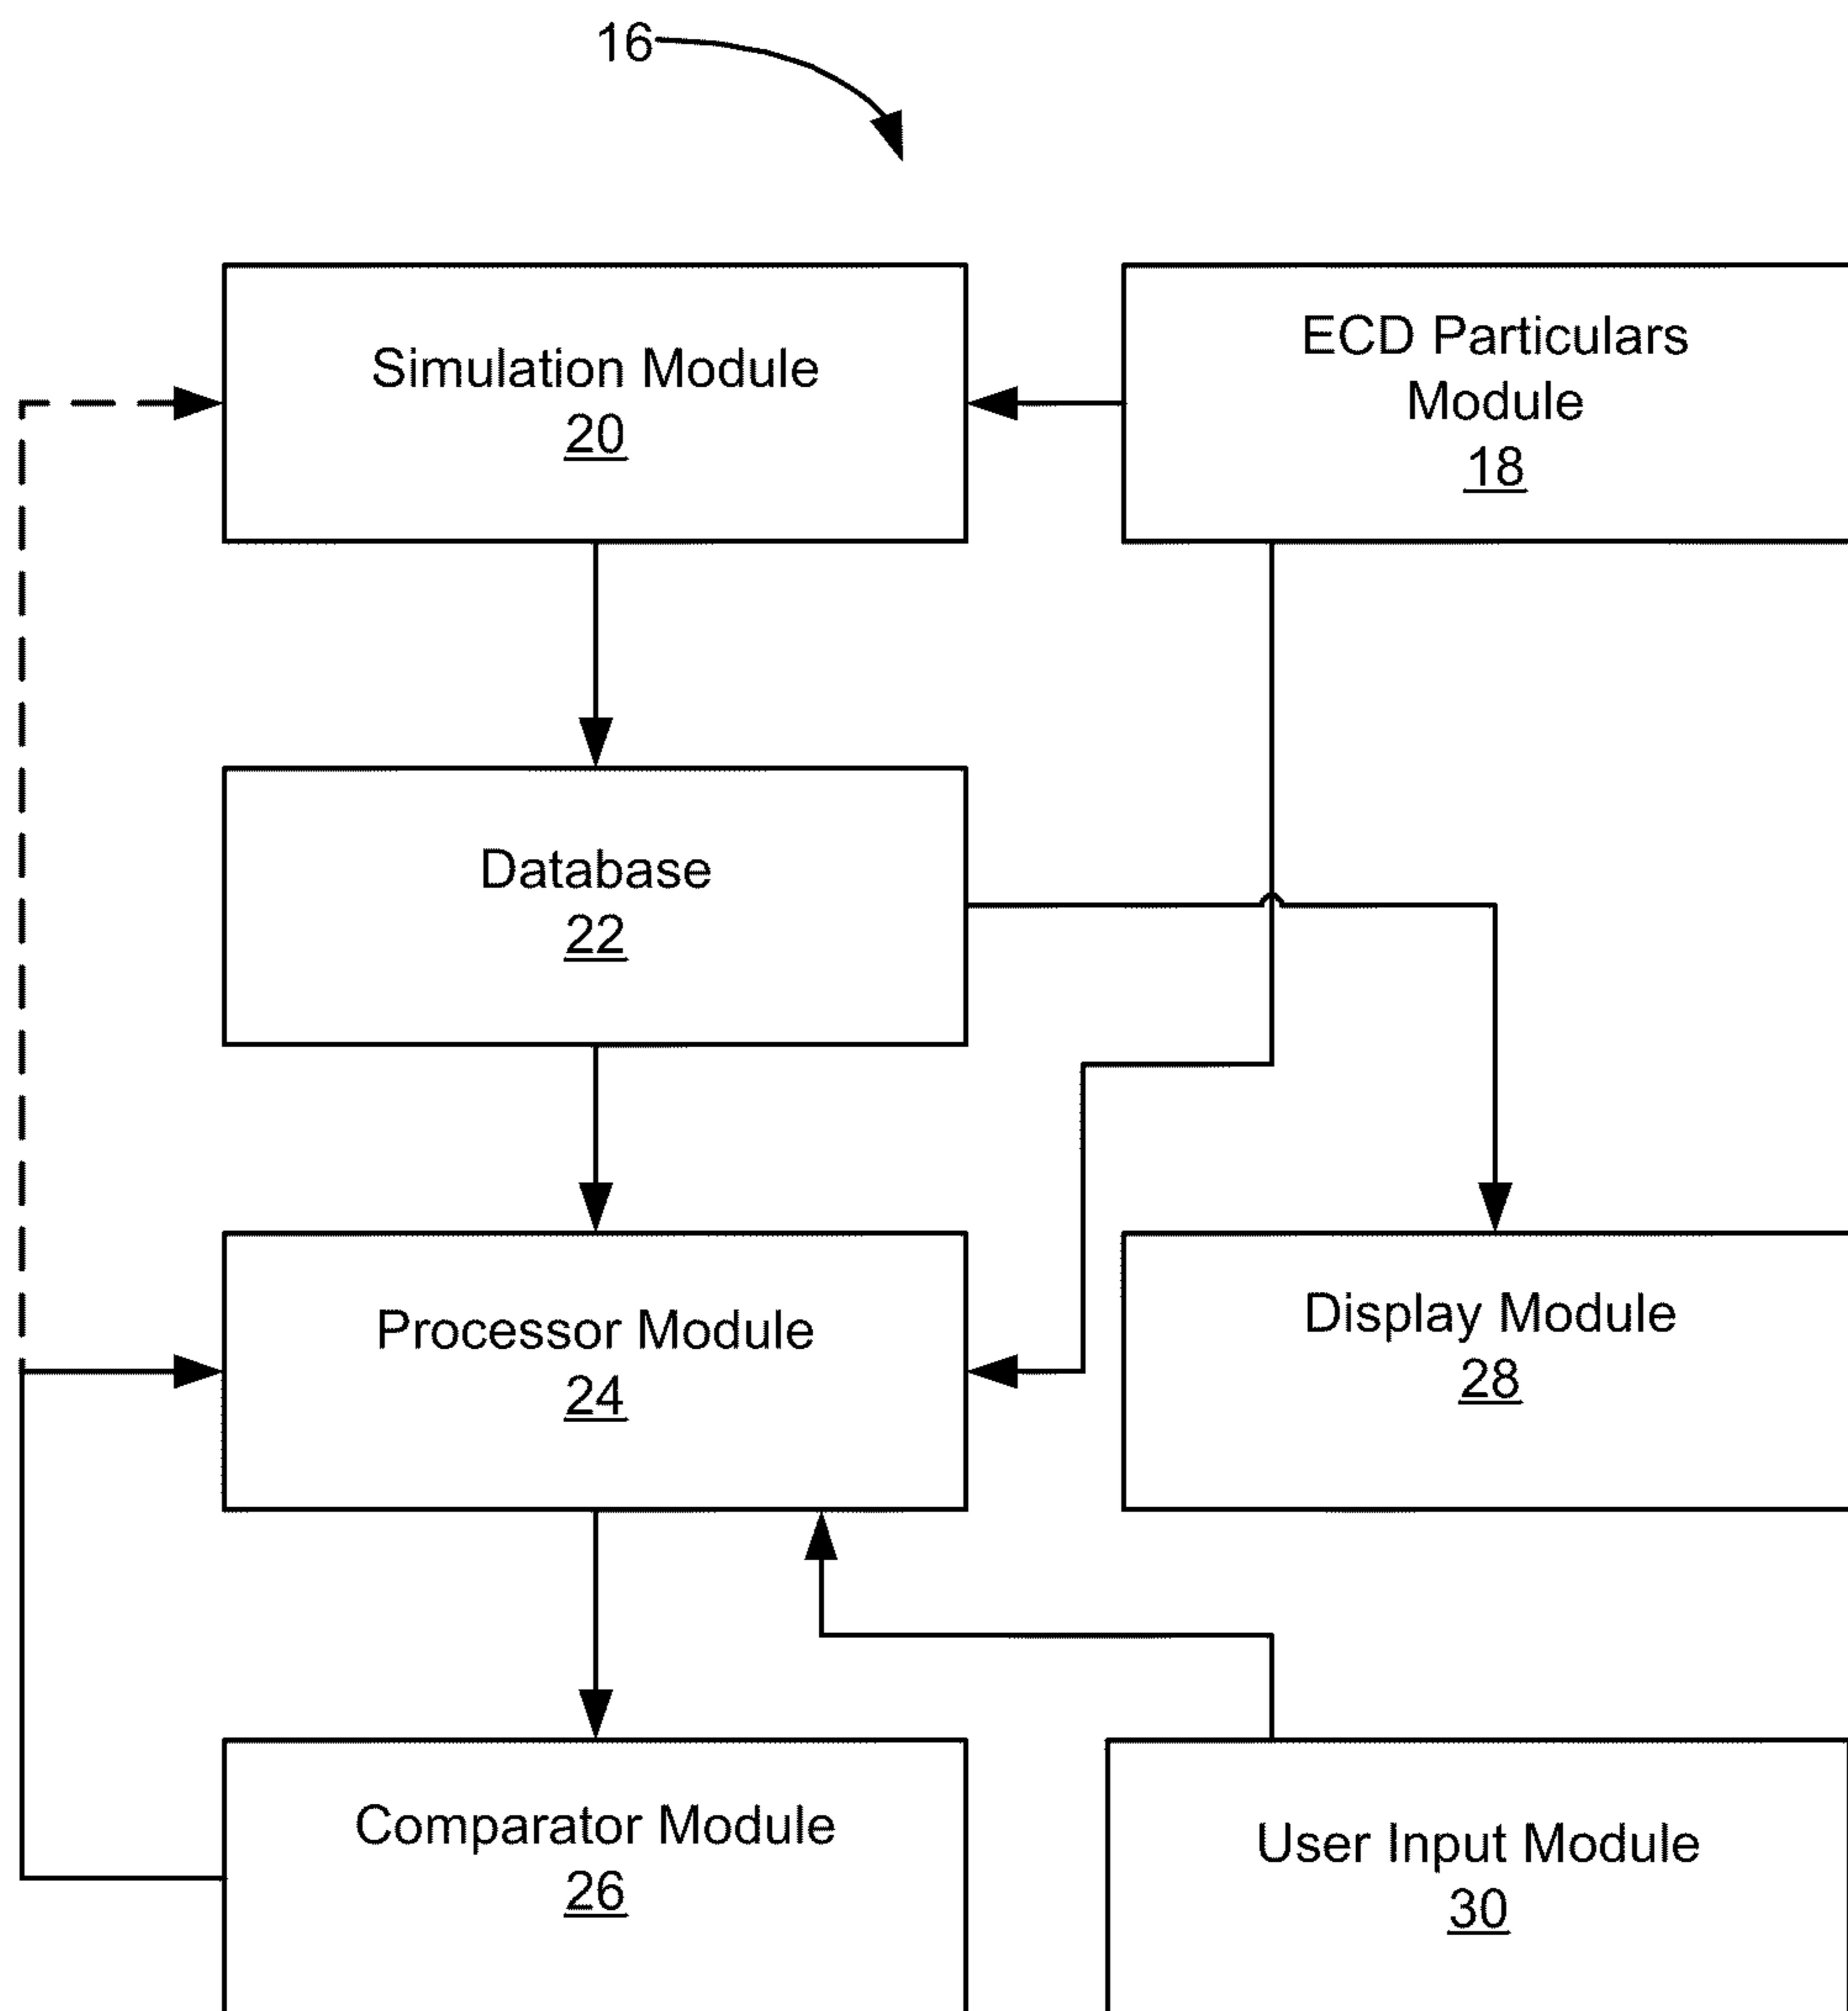 16
Simulation Module
20
ECD Particulars
Module
18
Database
22
Processor Module
24
Display Module
28
Comparator Module
26
User Input Module
30